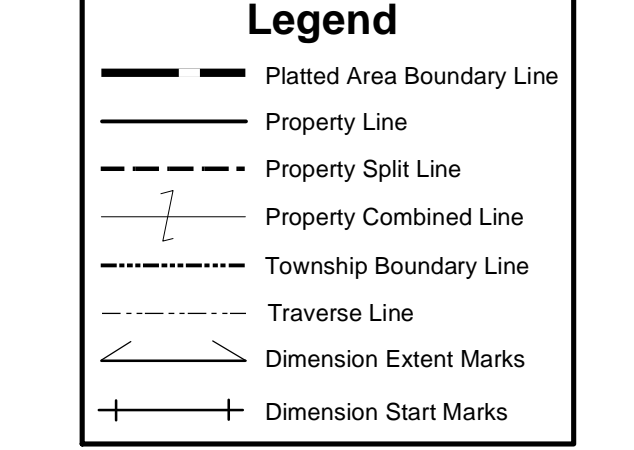 Legend
Platted Area Boundary Line
Property Line
Property Split Line
Property Combined Line
Township Boundary Line
Traverse Line
Dimension Extent Marks
Dimension Start Marks